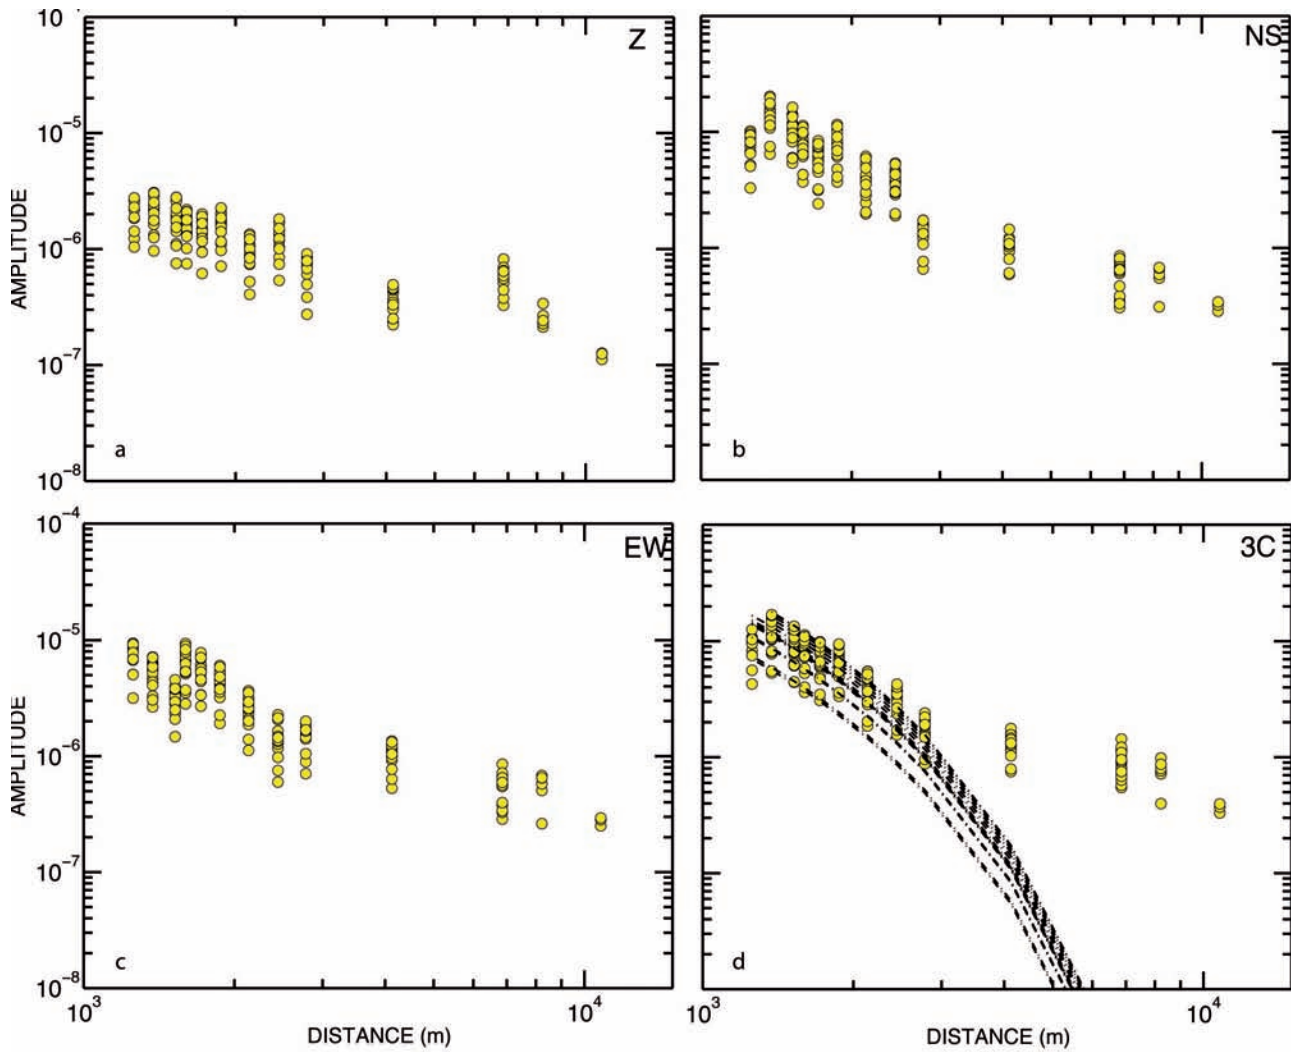 10
Z
NS
10-5
AMPLITUDE
10-6
10-7
a
b
10-8
10-4
EW
3C
10-5
AMPLITUDE
10-6
10-7
c
d
10-8
103
104
103
104
DISTANCE (m)
DISTANCE (m)